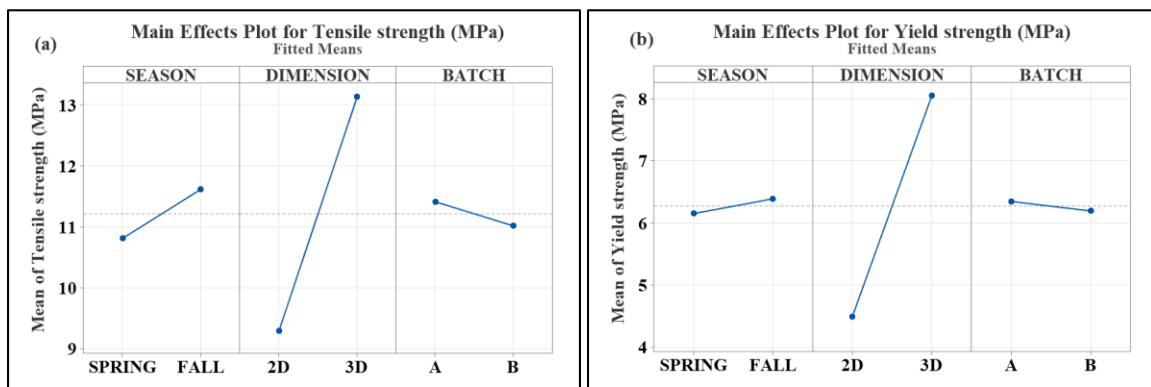 (a)
Main Effects Plot for Tensile strength (MPa)
Fitted Means
SEASON DIMENSION BATCH
Mean of Tensile strength (MPa)
13
12
11
10
9
SPRING FALL 2D 3D A B
(b)
Main Effects Plot for Yield strength (MPa)
Fitted Means
SEASON DIMENSION BATCH
Mean of Yield strength (MPa)
8
7
6
5
4
SPRING FALL 2D 3D A B